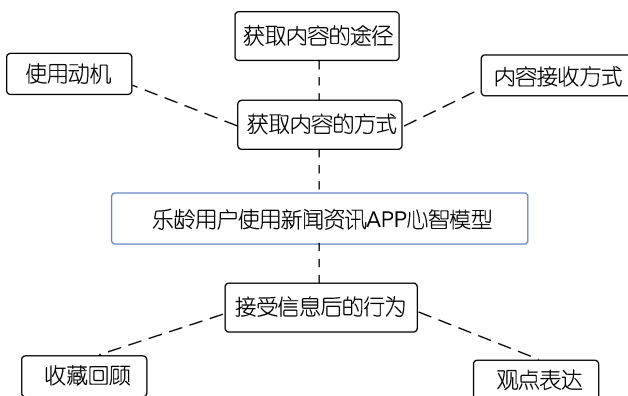 获取内容的途径
使用动机
内容接收方式
获取内容的方式
乐龄用户使用新闻资讯APP心智模型
接受信息后的行为
收藏回顾
观点表达